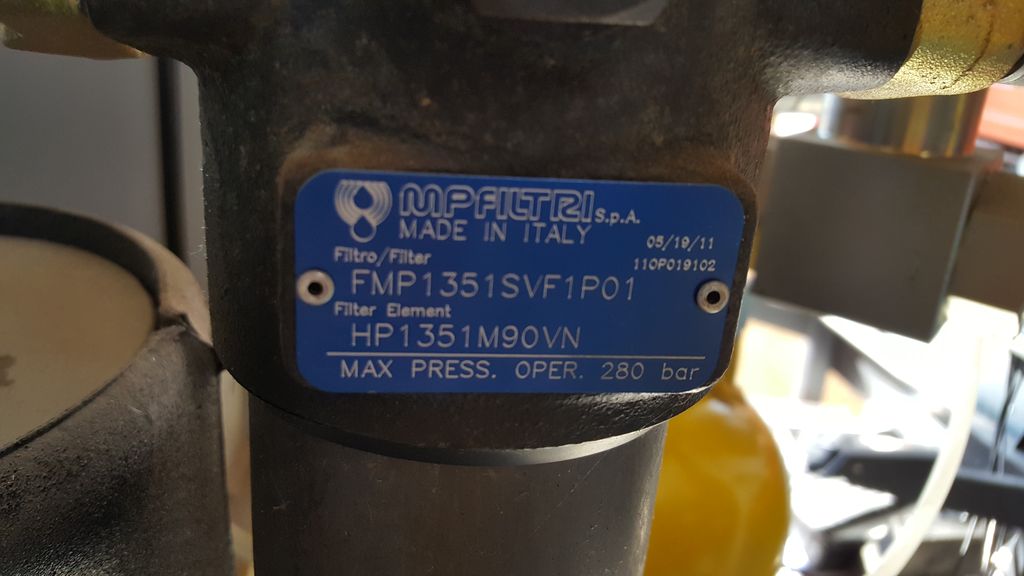 MPFILTRI S.p.A.
MADE IN ITALY
05/19/11
Filtro/Filter
110P019102
FMP1351SVF1P01
Filter Element
HP1351M90VN
MAX PRESS. OPER. 280 bar